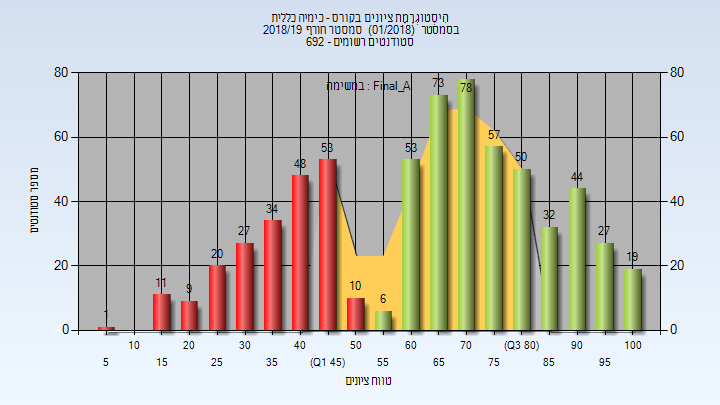 הִיסְטוגְרַמַת ציונים בקורס - כימיה כללית
בסמסטר (01/2018) סמסטר חורף 2018/19
סטודנטים רשומים - 692
במשימה : Final_A
80 80
60 60
40 40
20 20
0 0
מספר סטודנטים
1 11 9 20 27 34 48 53 10 6 53 73 78 57 50 32 44 27 19
10 20 30 40 50 60 70 (Q3 80) 90 100
5 15 25 35 (Q1 45) 55 65 75 85 95
טווח ציונים